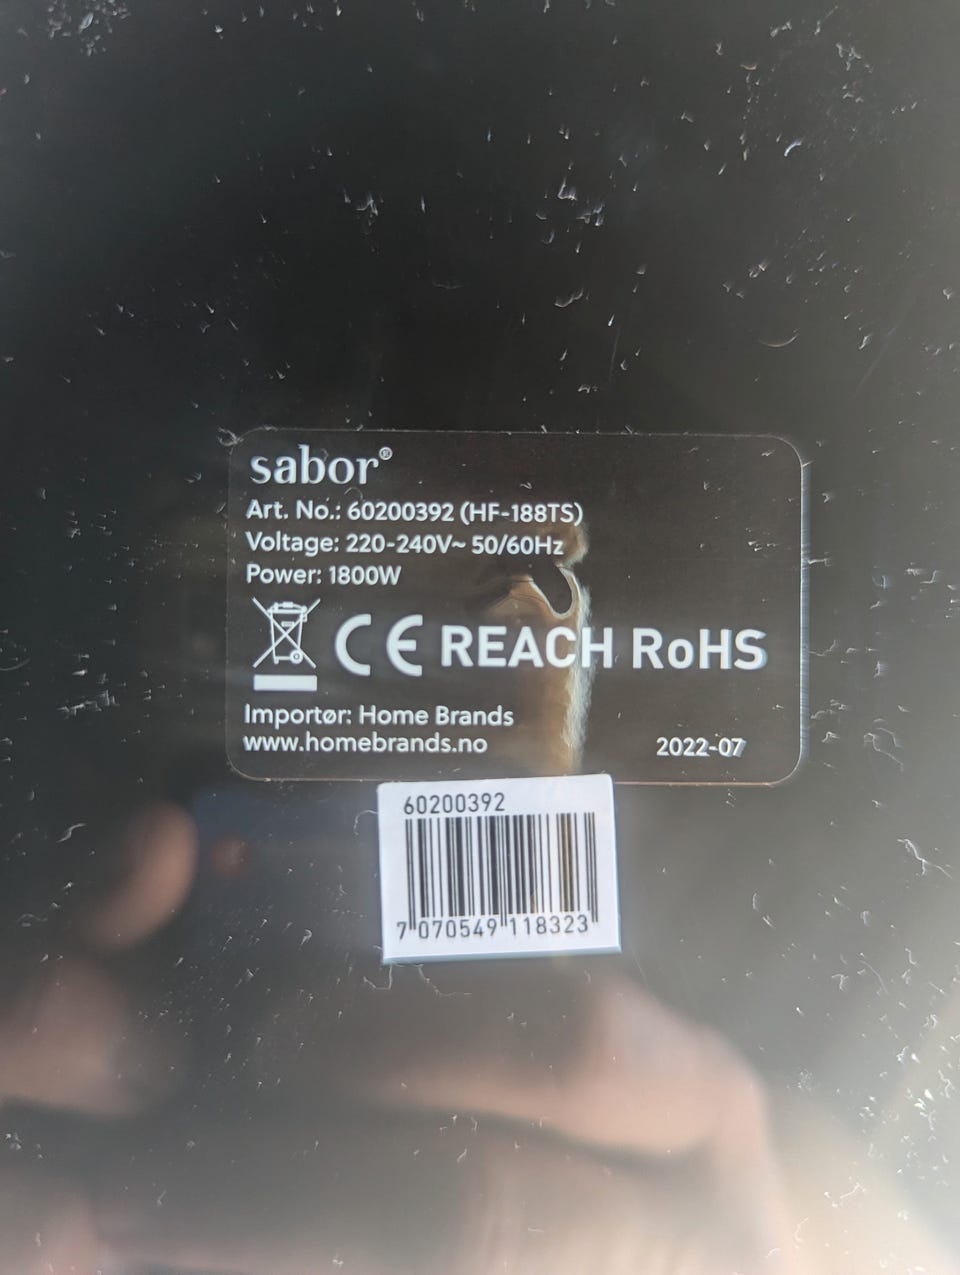 sabor®
Art. No.: 60200392 (HF-188TS)
Voltage: 220-240V~ 50/60Hz
Power: 1800W
CE REACH RoHS
Importør: Home Brands
www.homebrands.no
2022-07
60200392
7 070549 118323